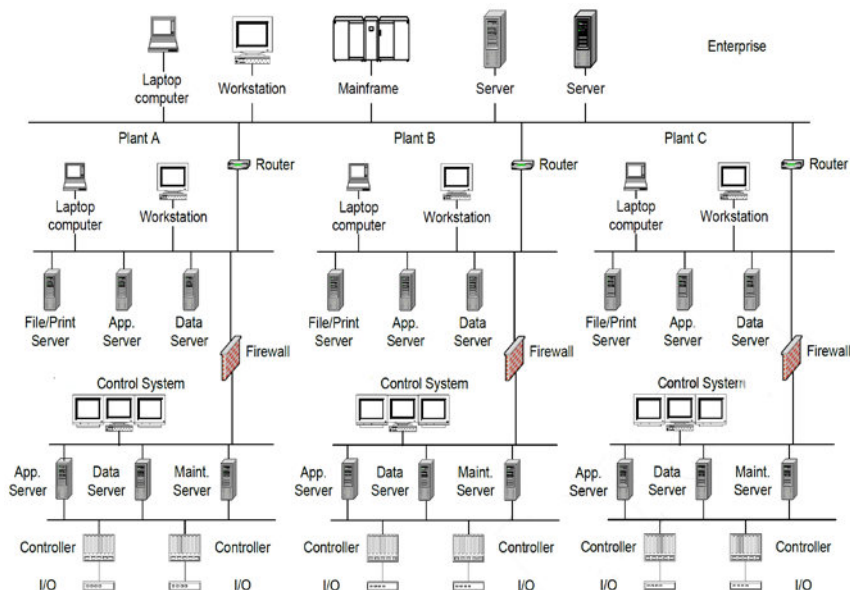 Enterprise
Laptop
computer
Workstation
Mainframe
Server
Server
Plant A
Plant B
Plant C
Router
Router
Router
Laptop
computer
Workstation
Laptop
computer
Workstation
Laptop
computer
Workstation
File/Print
Server
App.
Server
Data
Server
File/Print
Server
App.
Server
Data
Server
File/Print
Server
App.
Server
Data
Server
Firewall
Firewall
Firewall
Control System
Control System
Control System
App.
Server
Data
Server
Maint.
Server
App.
Server
Data
Server
Maint.
Server
App.
Server
Data
Server
Maint.
Server
Controller
Controller
Controller
Controller
Controller
Controller
I/O
I/O
I/O
I/O
I/O
I/O